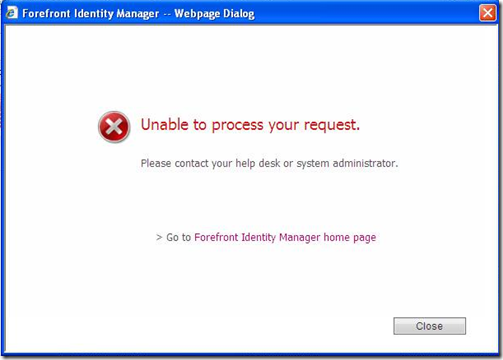 Forefront Identity Manager -- Webpage Dialog
Unable to process your request.
Please contact your help desk or system administrator.
> Go to Forefront Identity Manager home page
Close